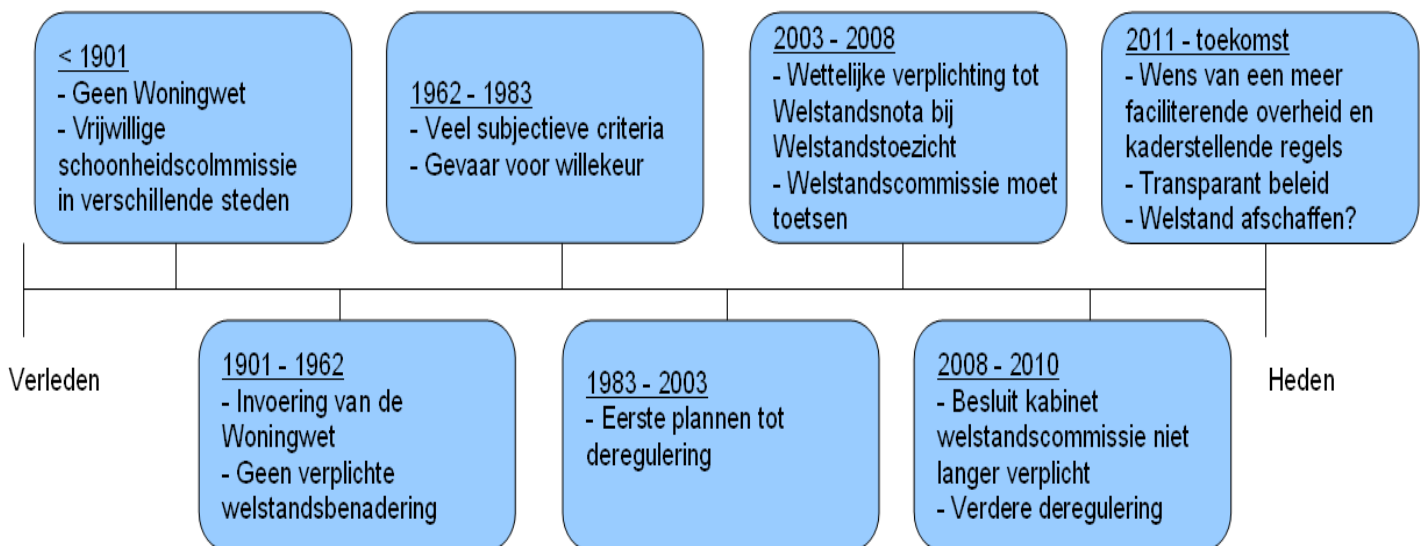 < 1901
- Geen Woningwet
- Vrijwillige
schoonheidscolmmissie
in verschillende steden
1962 - 1983
- Veel subjectieve criteria
- Gevaar voor willekeur
2003 - 2008
- Wettelijke verplichting tot
Welstandsnota bij
Welstandstoezicht
- Welstandscommissie moet
toetsen
2011 - toekomst
- Wens van een meer
faciliterende overheid en
kaderstellende regels
- Transparant beleid
- Welstand afschaffen?
Verleden
1901 - 1962
- Invoering van de
Woningwet
- Geen verplichte
welstandsbenadering
1983 - 2003
- Eerste plannen tot
deregulering
2008 - 2010
- Besluit kabinet
welstandscommissie niet
langer verplicht
- Verdere deregulering
Heden